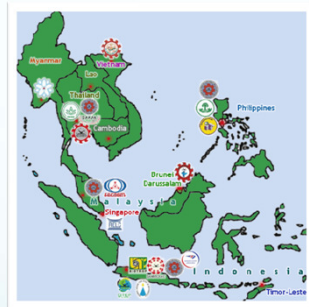 Myanmar
Vietnam
Lao
Thailand
Cambodia
Philippines
Brunei
Darussalam
Malaysia
Singapore
Indonesia
Timor-Leste